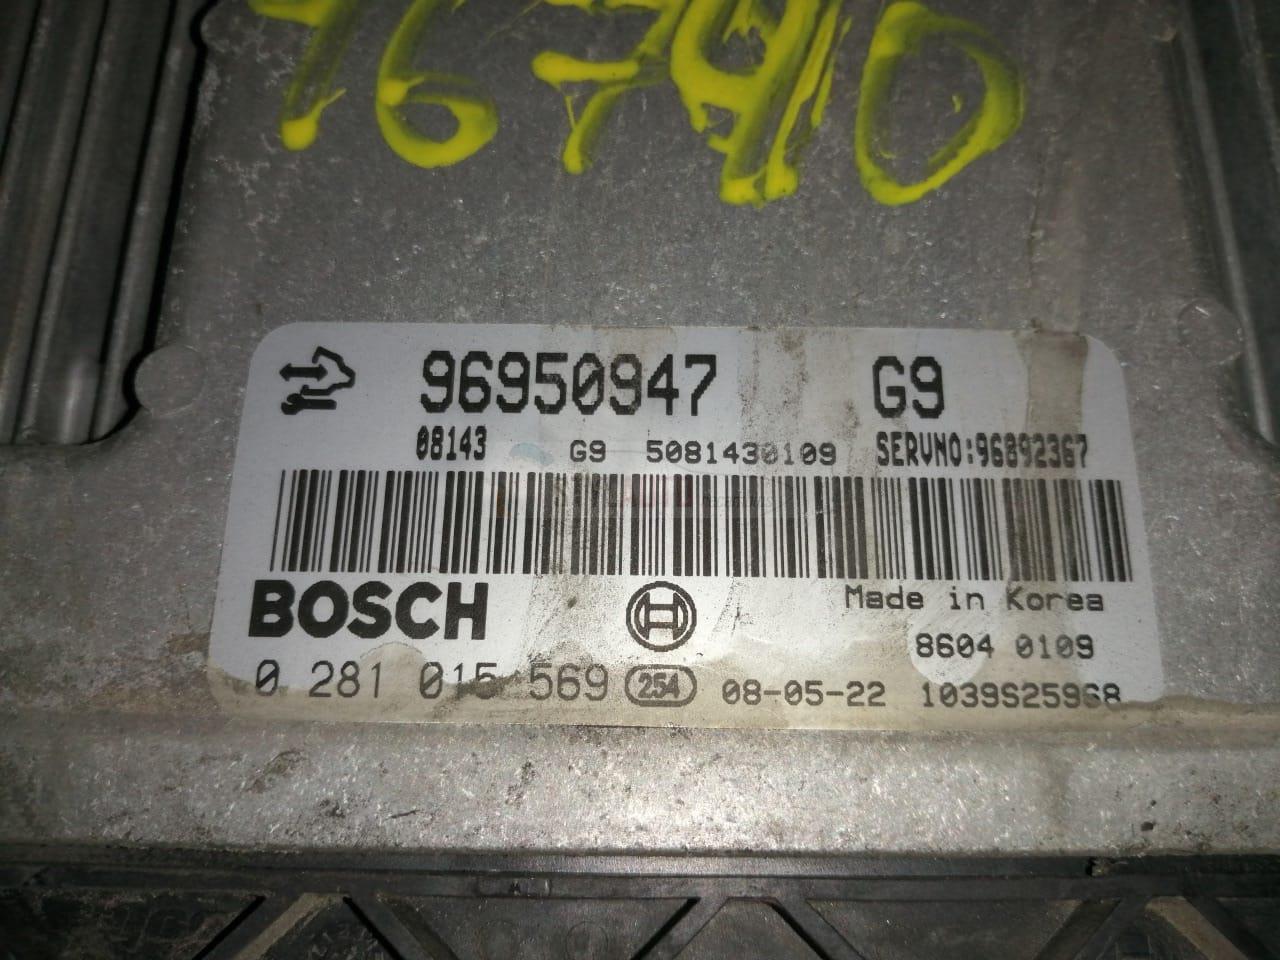 76790
96950947 G9
08143 G9 5081430109 SERVNO:96892367
BOSCH
Made in Korea
8604 0109
0 281 015 569 254 08-05-22 1039S25968